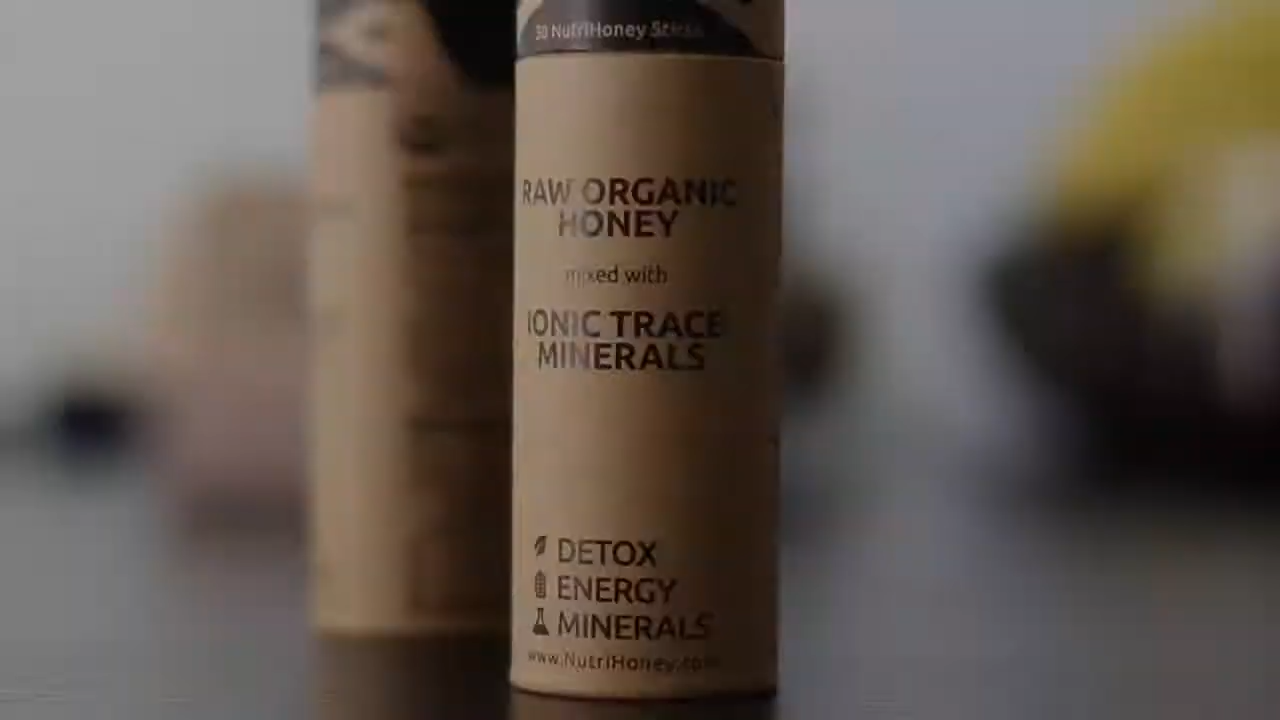 30 NutriHoney Sticks
RAW ORGANIC
HONEY
mixed with
IONIC TRACE
MINERALS
DETOX
ENERGY
MINERALS
www.NutriHoney.com